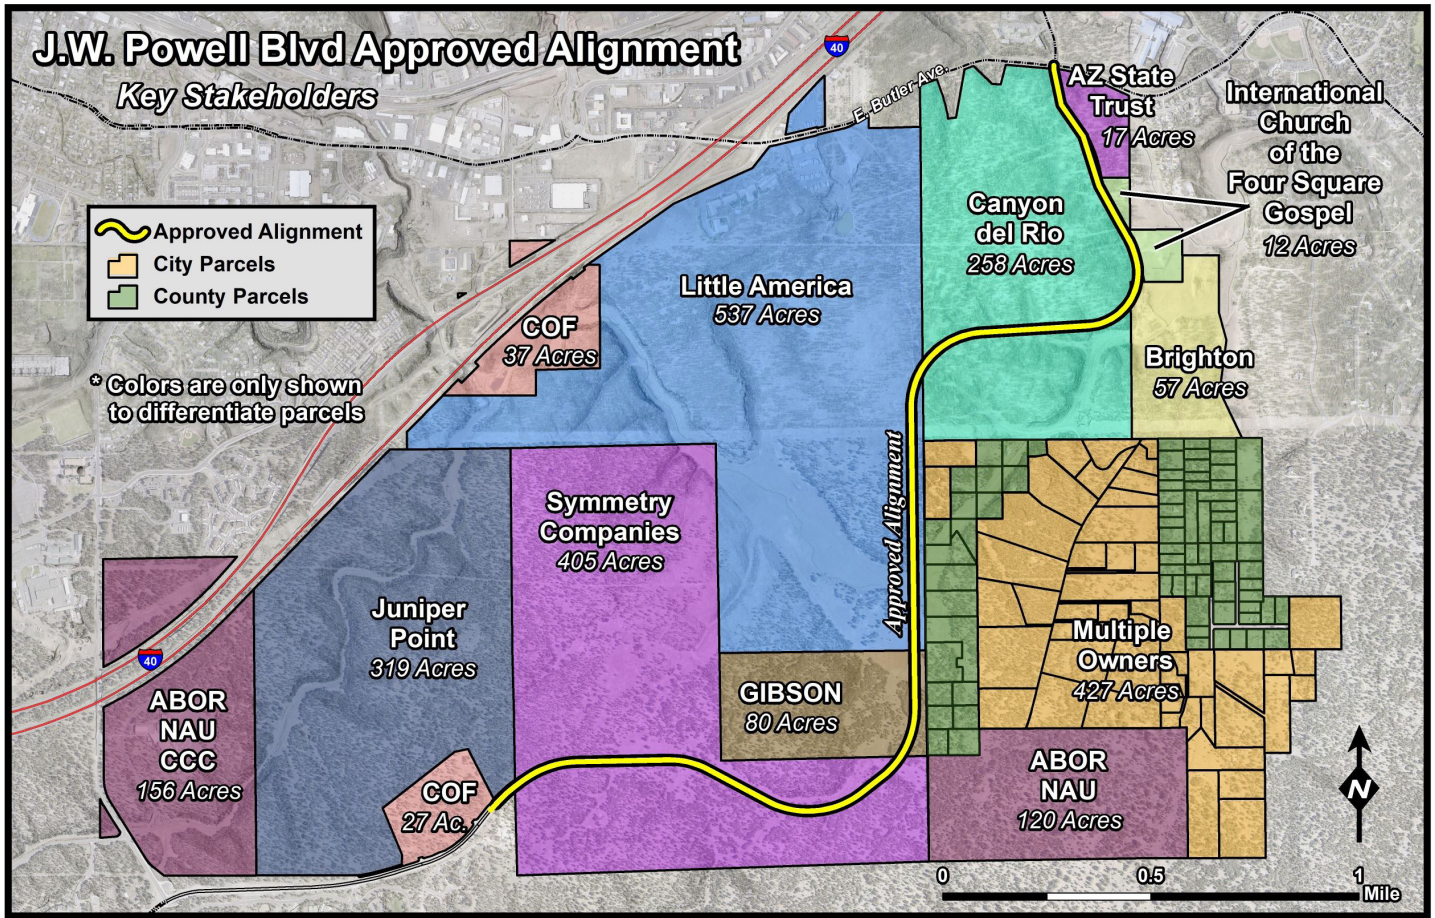 J.W. Powell Blvd Approved Alignment
Key Stakeholders
40
E. Butler Ave.
AZ State
Trust
17 Acres
International
Church
of the
Four Square
Gospel
12 Acres
Approved Alignment
City Parcels
County Parcels
Canyon
del Rio
258 Acres
Little America
537 Acres
COF
37 Acres
Brighton
57 Acres
* Colors are only shown
to differentiate parcels
Approved Alignment
Symmetry
Companies
405 Acres
Juniper
Point
319 Acres
Multiple
Owners
427 Acres
40
ABOR
NAU
CCC
156 Acres
GIBSON
80 Acres
COF
27 Ac.
ABOR
NAU
120 Acres
N
0 0.5 1
Mile